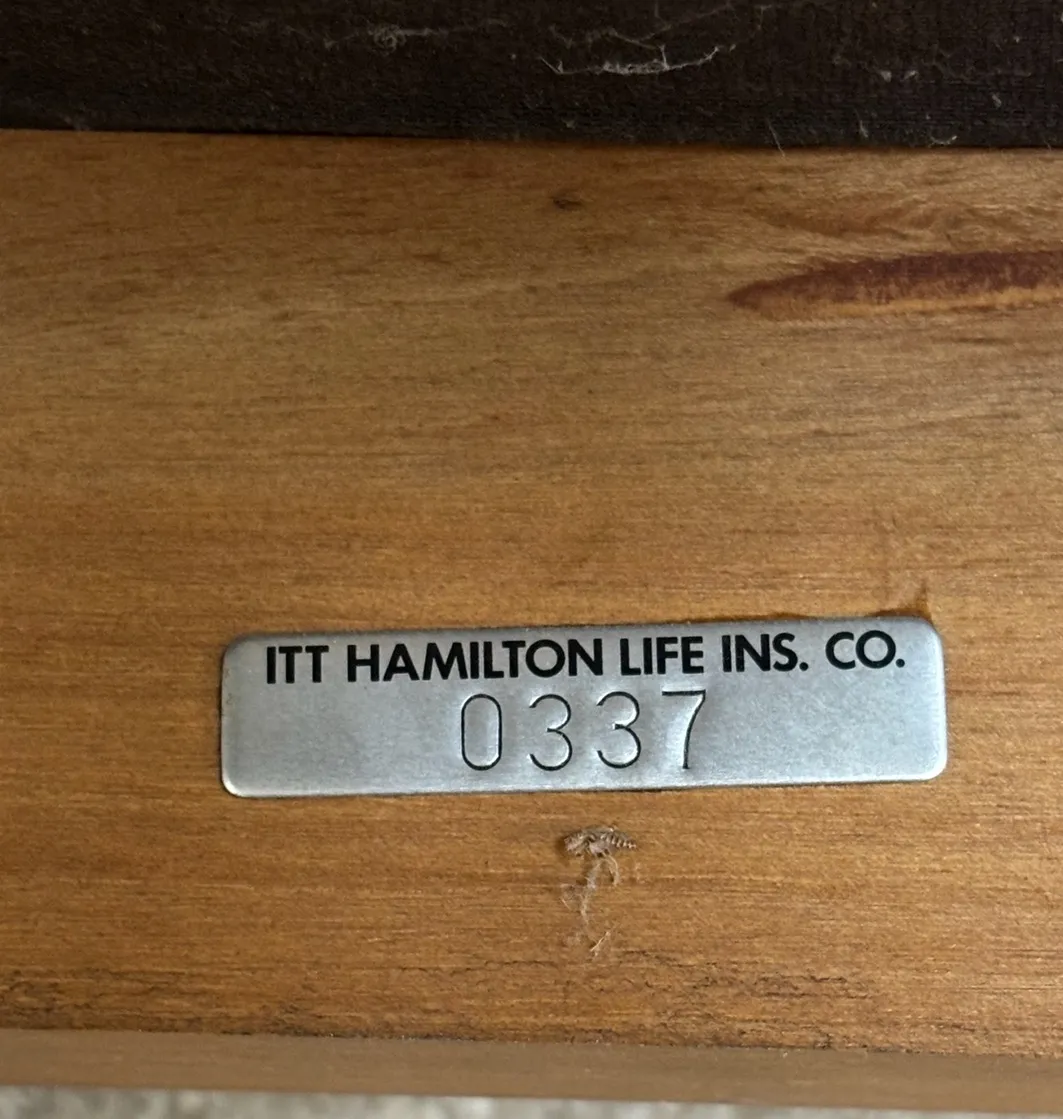 ITT HAMILTON LIFE INS. CO.
0337